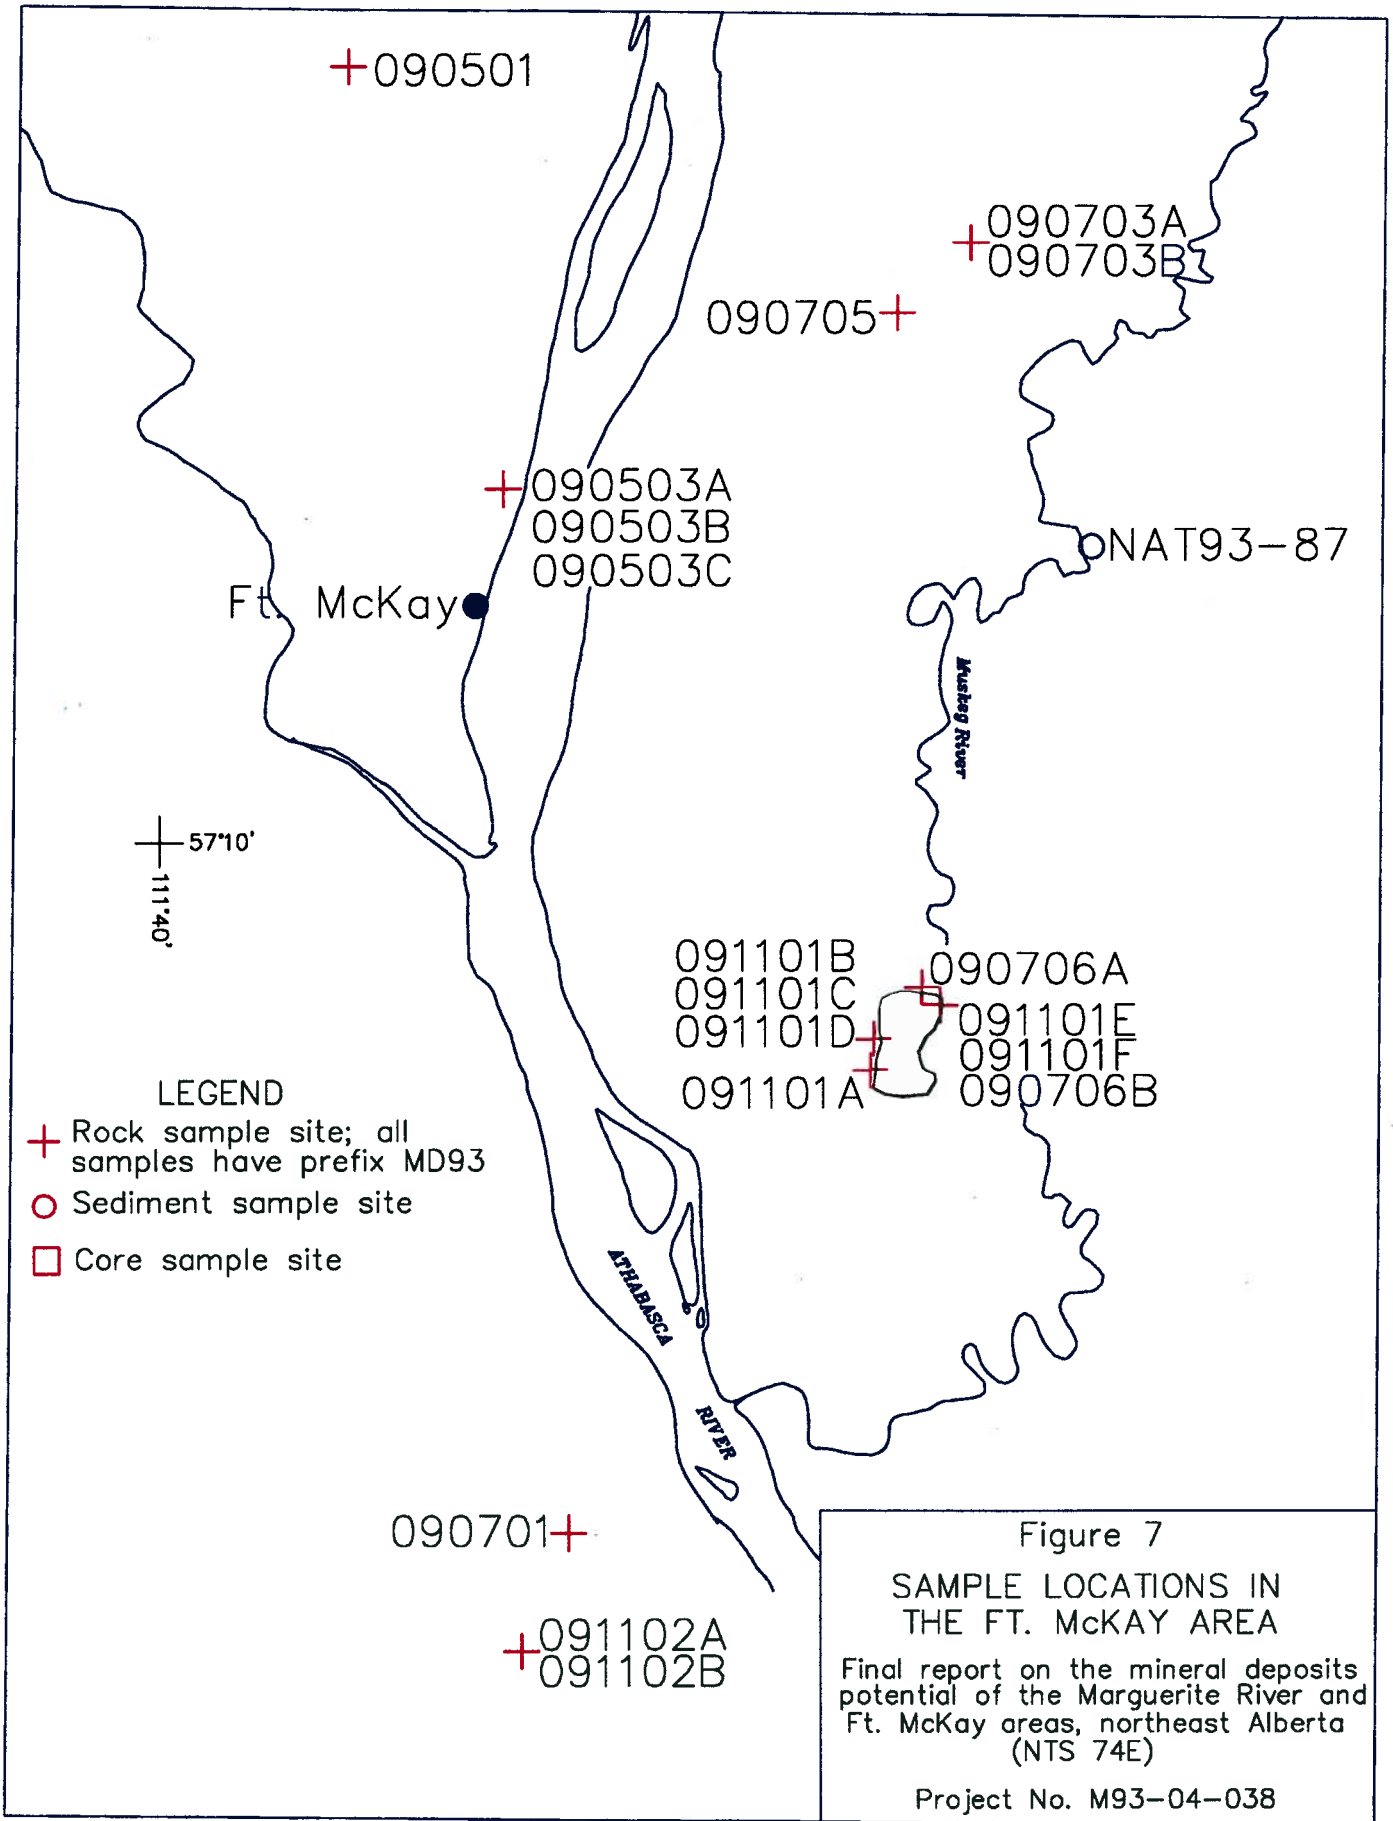 090501
090703A
090703B
090705
090503A
090503B
090503C
NAT93-87
Ft. McKay
Muskeg River
57°10'
111°40'
091101B
091101C
091101D
091101A
090706A
091101E
091101F
090706B
LEGEND
Rock sample site; all
samples have prefix MD93
Sediment sample site
Core sample site
ATHABASCA
RIVER
090701
091102A
091102B
Figure 7
SAMPLE LOCATIONS IN
THE FT. McKAY AREA
Final report on the mineral deposits
potential of the Marguerite River and
Ft. McKay areas, northeast Alberta
(NTS 74E)
Project No. M93-04-038